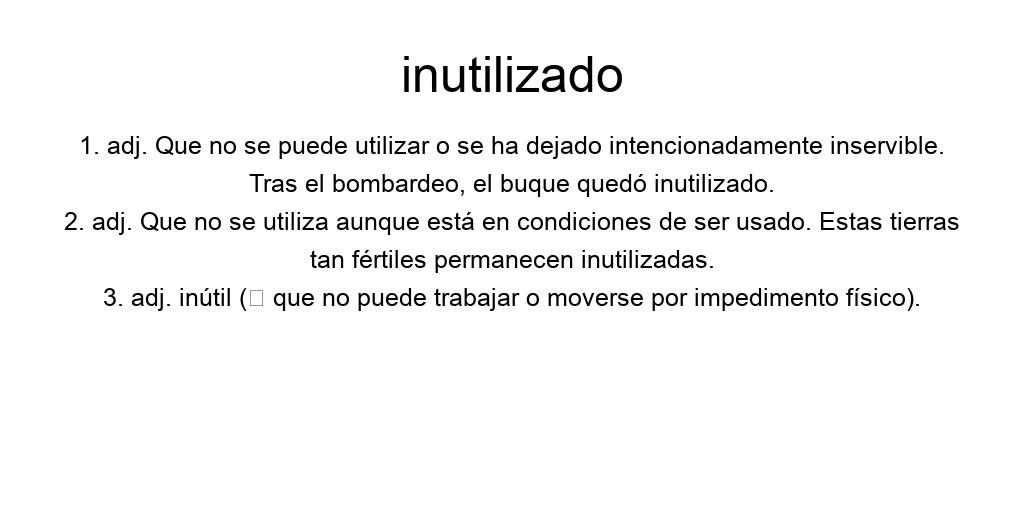 inutilizado
1. adj. Que no se puede utilizar o se ha dejado intencionadamente inservible.
Tras el bombardeo, el buque quedó inutilizado.
2. adj. Que no se utiliza aunque está en condiciones de ser usado. Estas tierras
tan fértiles permanecen inutilizadas.
3. adj. inútil (□ que no puede trabajar o moverse por impedimento físico).